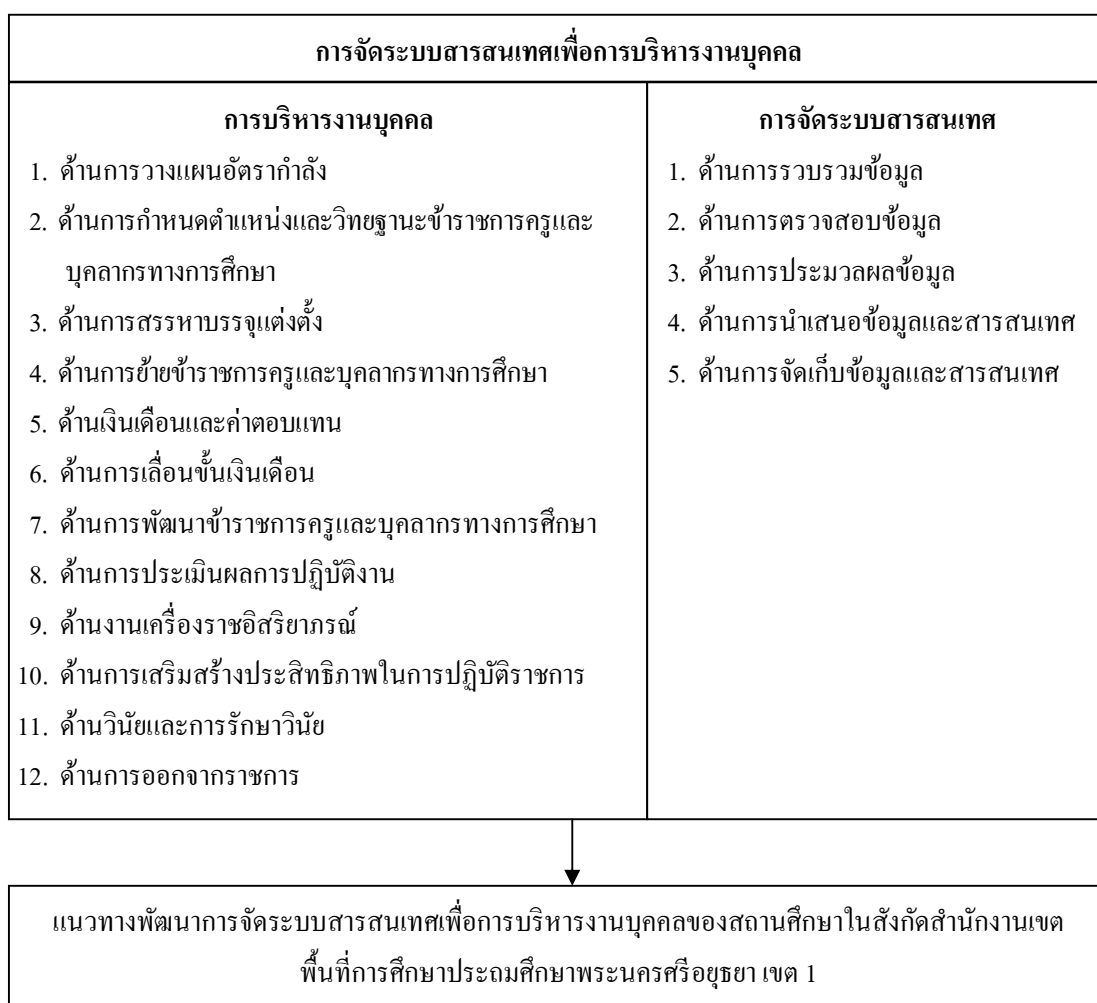 การจัดระบบสารสนเทศเพื่อการบริหารงานบุคคล
การบริหารงานบุคคล
1. ด้านการวางแผนอัตรากำลัง
2. ด้านการกำหนดตำแหน่งและวิทยฐานะข้าราชการครูและ
บุคลากรทางการศึกษา
3. ด้านการสรรหาบรรจุแต่งตั้ง
4. ด้านการย้ายข้าราชการครูและบุคลากรทางการศึกษา
5. ด้านเงินเดือนและค่าตอบแทน
6. ด้านการเลื่อนขั้นเงินเดือน
7. ด้านการพัฒนาข้าราชการครูและบุคลากรทางการศึกษา
8. ด้านการประเมินผลการปฏิบัติงาน
9. ด้านงานเครื่องราชอิสริยาภรณ์
10. ด้านการเสริมสร้างประสิทธิภาพในการปฏิบัติราชการ
11. ด้านวินัยและการรักษาวินัย
12. ด้านการออกจากราชการ
การจัดระบบสารสนเทศ
1. ด้านการรวบรวมข้อมูล
2. ด้านการตรวจสอบข้อมูล
3. ด้านการประมวลผลข้อมูล
4. ด้านการนำเสนอข้อมูลและสารสนเทศ
5. ด้านการจัดเก็บข้อมูลและสารสนเทศ
แนวทางพัฒนาการจัดระบบสารสนเทศเพื่อการบริหารงานบุคคลของสถานศึกษาในสังกัดสำนักงานเขต
พื้นที่การศึกษาประถมศึกษาพระนครศรีอยุธยา เขต 1